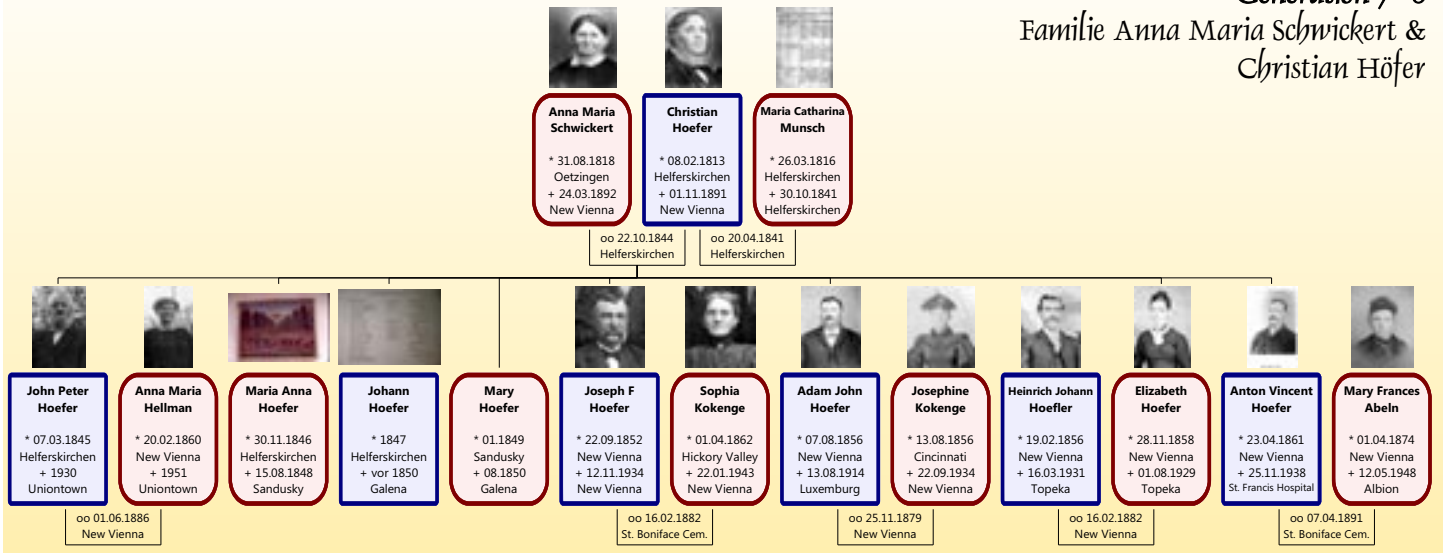 Familie Anna Maria Schwickert &
Christian Höfer
Anna Maria
Schwickert
* 31.08.1818
Oetzingen
+ 24.03.1892
New Vienna
Christian
Hoefer
* 08.02.1813
Helferskirchen
+ 01.11.1891
New Vienna
Maria Catharina
Munsch
* 26.03.1816
Helferskirchen
+ 30.10.1841
Helferskirchen
oo 22.10.1844
Helferskirchen
oo 20.04.1841
Helferskirchen
John Peter
Hoefer
* 07.03.1845
Helferskirchen
+ 1930
Uniontown
Anna Maria
Hellman
* 20.02.1860
New Vienna
+ 1951
Uniontown
Maria Anna
Hoefer
* 30.11.1846
Helferskirchen
+ 15.08.1848
Sandusky
Johann
Hoefer
* 1847
Helferskirchen
+ vor 1850
Galena
Mary
Hoefer
* 01.1849
Sandusky
+ 08.1850
Galena
Joseph F
Hoefer
* 22.09.1852
New Vienna
+ 12.11.1934
New Vienna
Sophia
Kokenge
* 01.04.1862
Hickory Valley
+ 22.01.1943
New Vienna
Adam John
Hoefer
* 07.08.1856
New Vienna
+ 13.08.1914
Luxemburg
Josephine
Kokenge
* 13.08.1856
Cincinnati
+ 22.09.1934
New Vienna
Heinrich Johann
Hoefler
* 19.02.1856
New Vienna
+ 16.03.1931
Topeka
Elizabeth
Hoefer
* 28.11.1858
New Vienna
+ 01.08.1929
Topeka
Anton Vincent
Hoefer
* 23.04.1861
New Vienna
+ 25.11.1938
St. Francis Hospital
Mary Frances
Abeln
* 01.04.1874
New Vienna
+ 12.05.1948
Albion
oo 01.06.1886
New Vienna
oo 16.02.1882
St. Boniface Cem.
oo 25.11.1879
New Vienna
oo 16.02.1882
New Vienna
oo 07.04.1891
St. Boniface Cem.